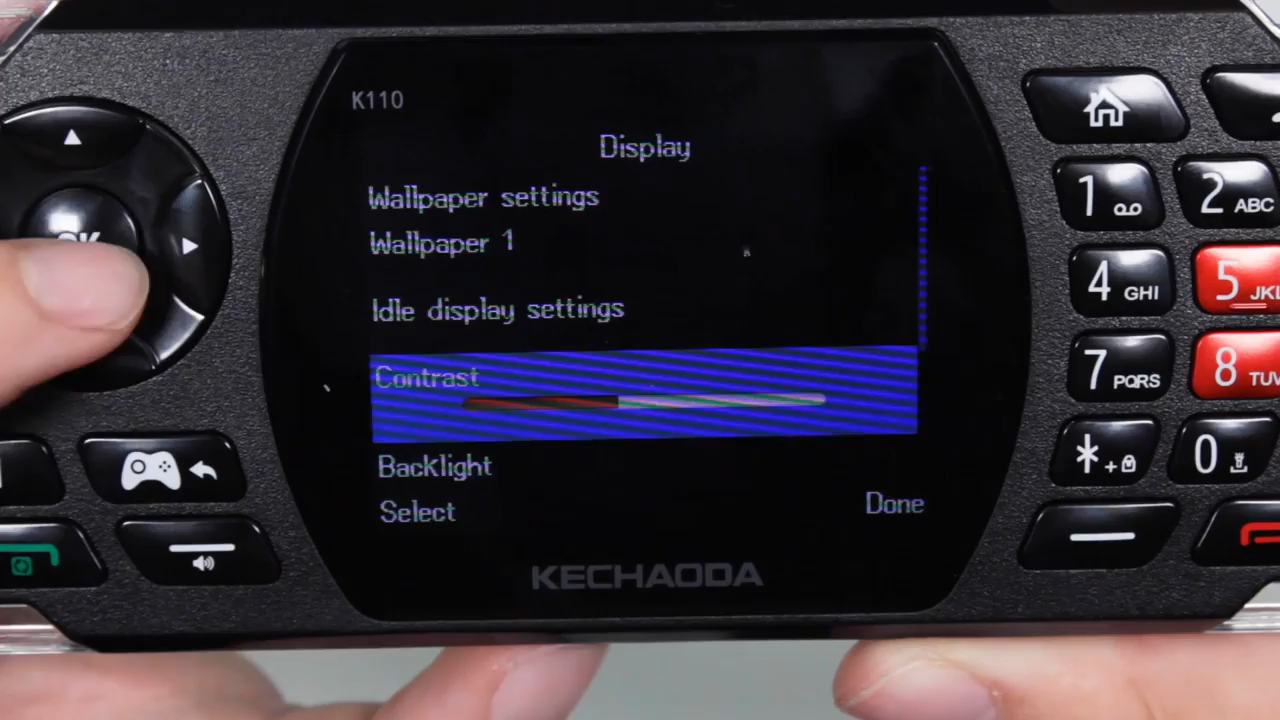 K110
Display
Wallpaper settings
Wallpaper 1
Idle display settings
Contrast
Backlight
Select
Done
KECHAODA
OK
1
2 ABC
4 GHI
5 JKL
7 PQRS
8 TUV
*+
0